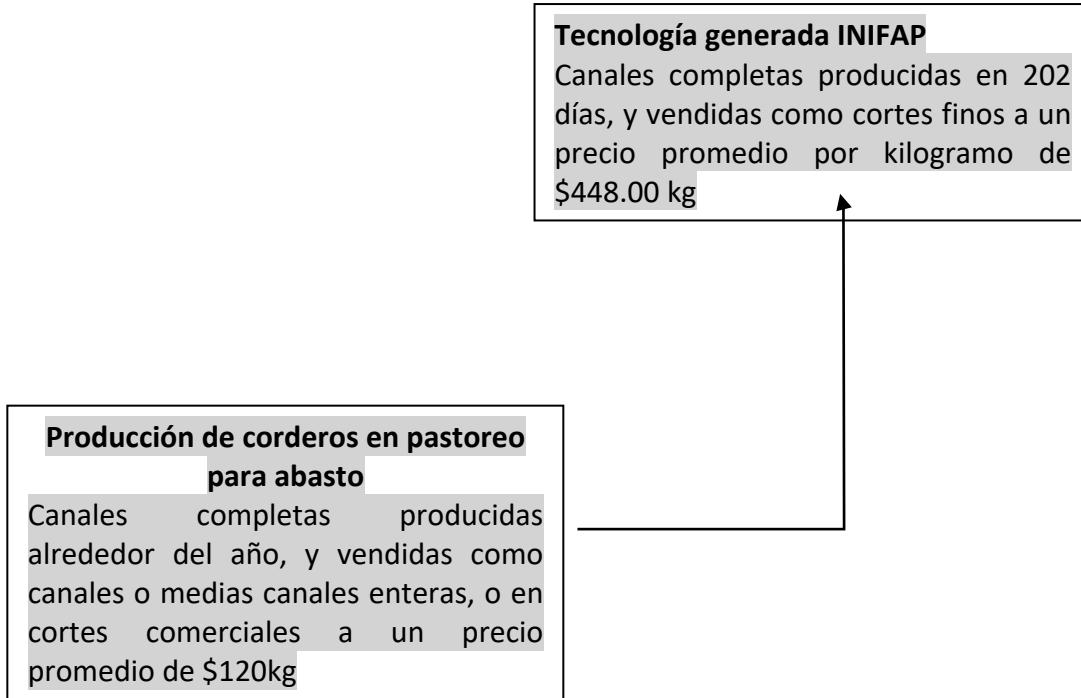 Tecnología generada INIFAP
Canales completas producidas en 202
días, y vendidas como cortes finos a un
precio promedio por kilogramo de
$448.00 kg
Producción de corderos en pastoreo
para abasto
Canales completas producidas
alrededor del año, y vendidas como
canales o medias canales enteras, o en
cortes comerciales a un precio
promedio de $120kg